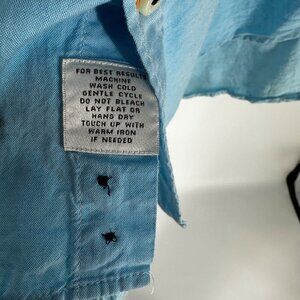 FOR BEST RESULTS
MACHINE
WASH COLD
GENTLE CYCLE
DO NOT BLEACH
LAY FLAT OR
HAND DRY
TOUCH UP WITH
WARM IRON
IF NEEDED